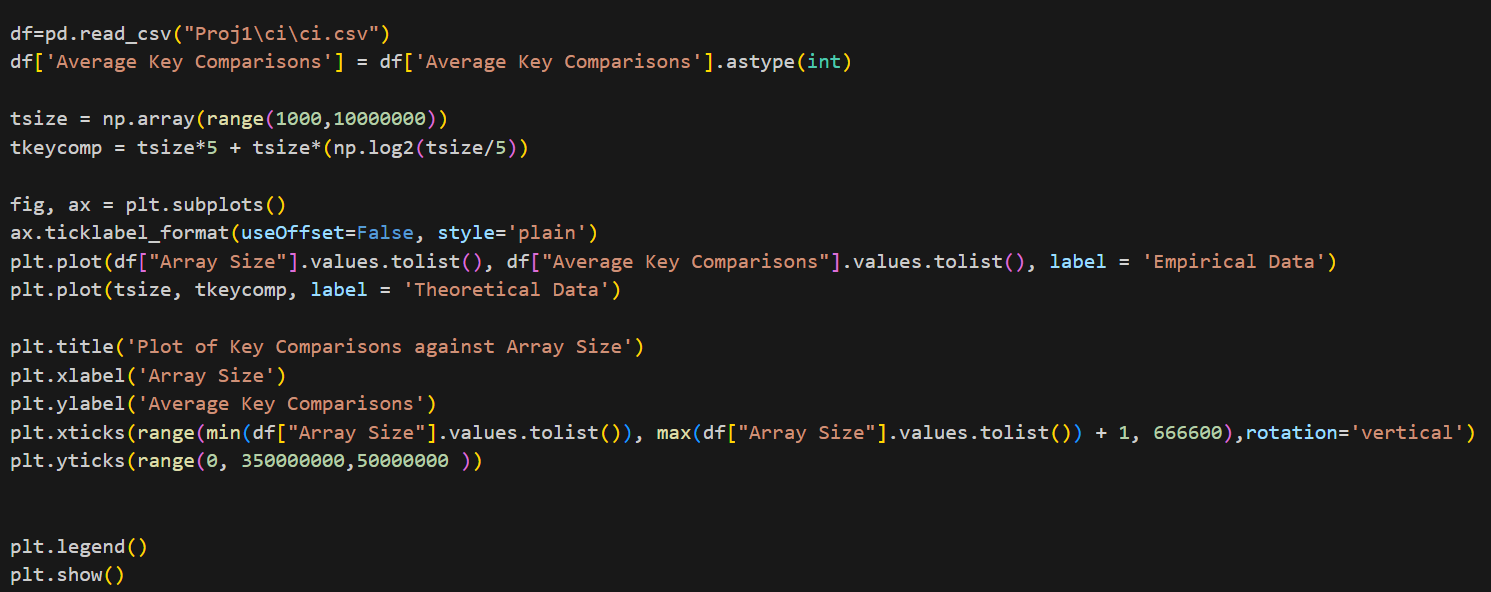 df=pd.read_csv("Proj1\ci\ci.csv")
df['Average Key Comparisons'] = df['Average Key Comparisons'].astype(int)
tsize = np.array(range(1000,10000000))
tkeycomp = tsize*5 + tsize*(np.log2(tsize/5))
fig, ax = plt.subplots()
ax.ticklabel_format(useOffset=False, style='plain')
plt.plot(df["Array Size"].values.tolist(), df["Average Key Comparisons"].values.tolist(), label = 'Empirical Data')
plt.plot(tsize, tkeycomp, label = 'Theoretical Data')
plt.title('Plot of Key Comparisons against Array Size')
plt.xlabel('Array Size')
plt.ylabel('Average Key Comparisons')
plt.xticks(range(min(df["Array Size"].values.tolist()), max(df["Array Size"].values.tolist()) + 1, 666600),rotation='vertical')
plt.yticks(range(0, 350000000,50000000 ))
plt.legend()
plt.show()